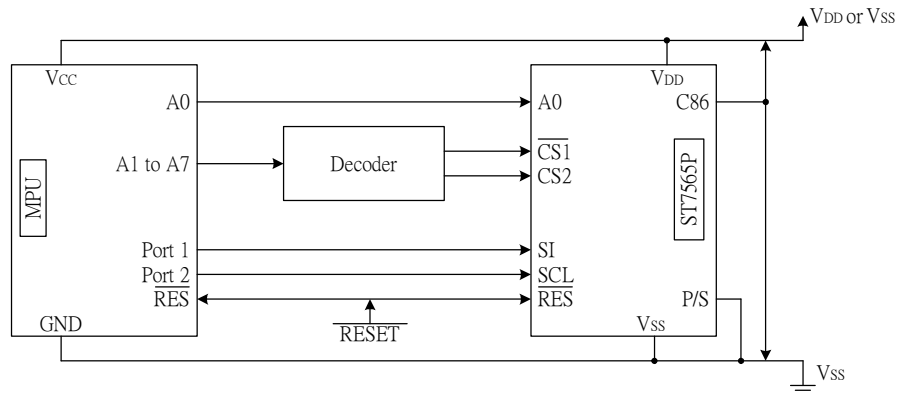 VDD or VSS
VCC
VDD
A0
A0
C86
A1 to A7
Decoder
CS1
CS2
MPU
ST7565P
Port 1
SI
Port 2
SCL
RES
RES
P/S
RESET
GND
VSS
VSS